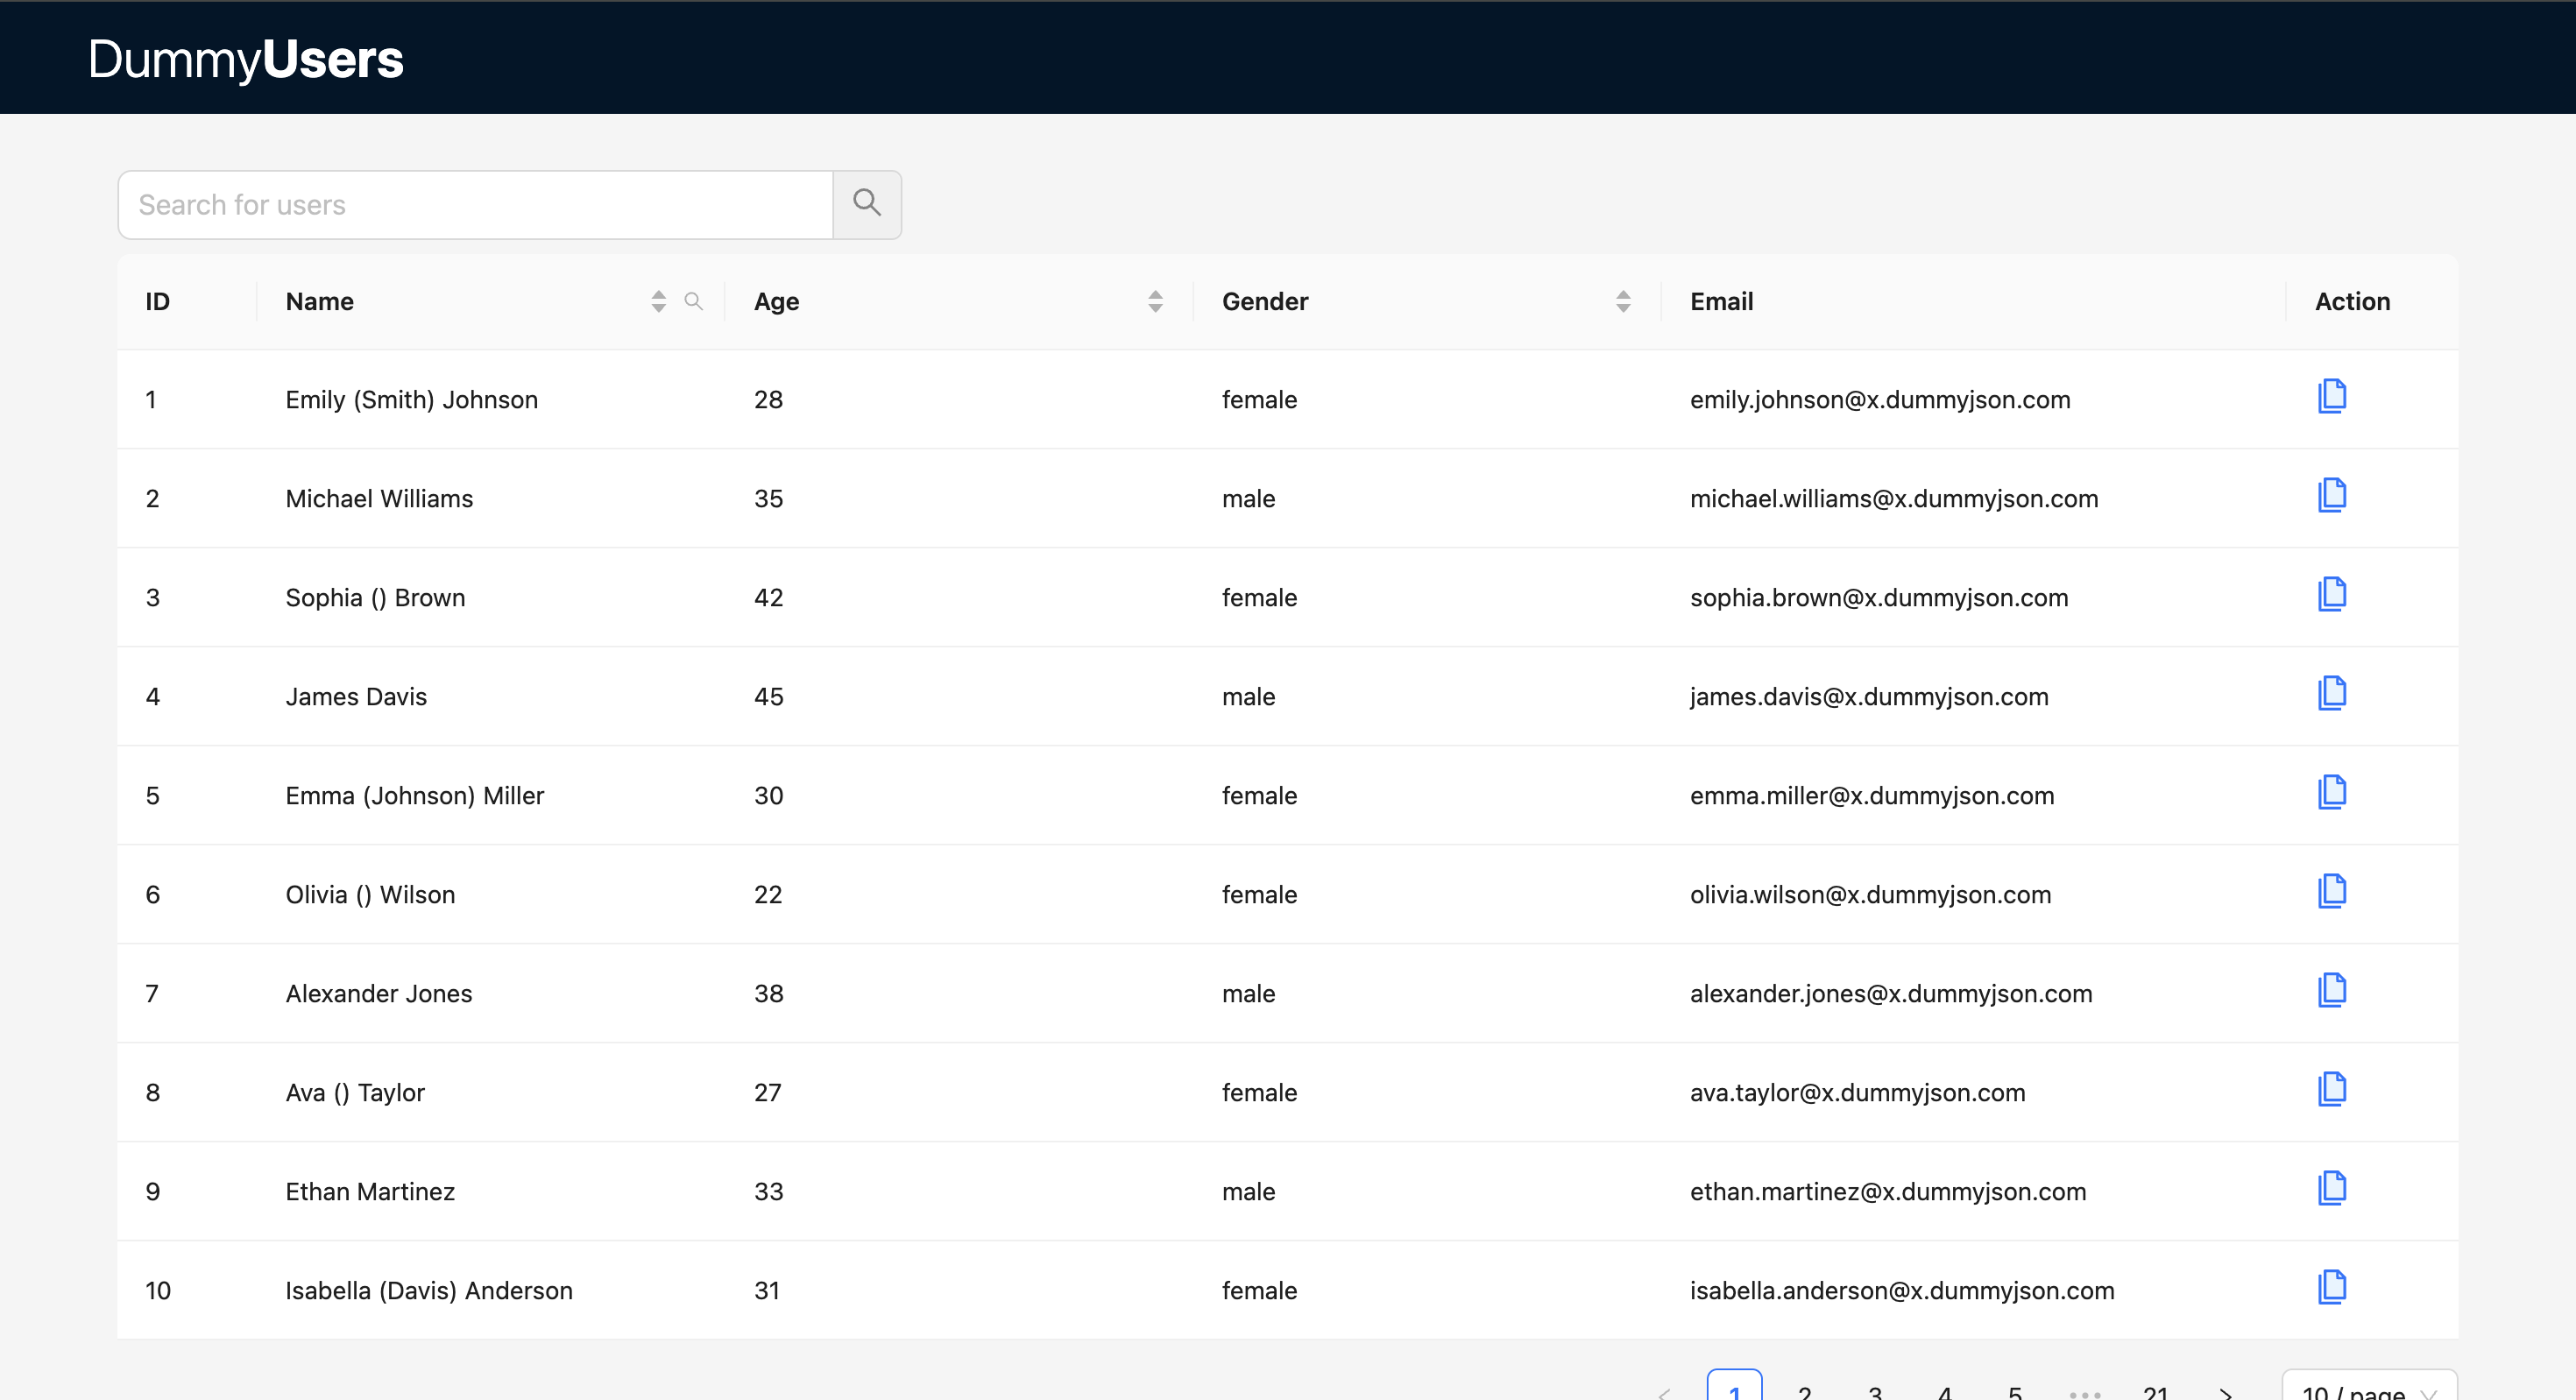 DummyUsers
Search for users
ID Name Age Gender Email Action
1 Emily (Smith) Johnson 28 female emily.johnson@x.dummyjson.com
2 Michael Williams 35 male michael.williams@x.dummyjson.com
3 Sophia () Brown 42 female sophia.brown@x.dummyjson.com
4 James Davis 45 male james.davis@x.dummyjson.com
5 Emma (Johnson) Miller 30 female emma.miller@x.dummyjson.com
6 Olivia () Wilson 22 female olivia.wilson@x.dummyjson.com
7 Alexander Jones 38 male alexander.jones@x.dummyjson.com
8 Ava () Taylor 27 female ava.taylor@x.dummyjson.com
9 Ethan Martinez 33 male ethan.martinez@x.dummyjson.com
10 Isabella (Davis) Anderson 31 female isabella.anderson@x.dummyjson.com
< 1 2 3 4 5 ••• 21 > 10 / page